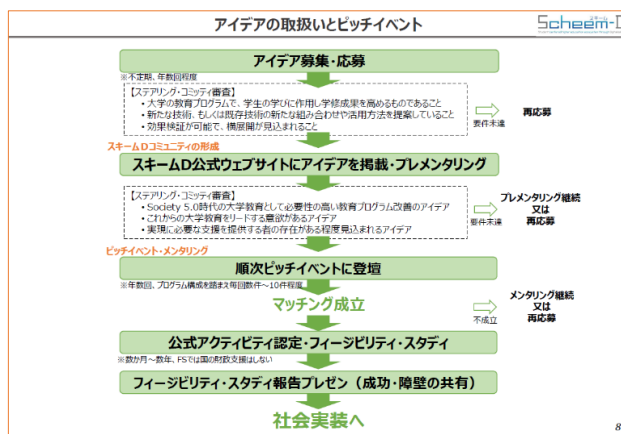 アイデアの取扱いとピッチイベント
スキーム
Scheem-D
アイデア募集・応募
※不定期、年数回程度
【ステアリング・コミッティ審査】
・大学の教育プログラムで、学生の学びに作用し学修成果を高めるものであること
・新たな技術、もしくは既存技術の新たな組み合わせや活用方法を提案していること
・効果検証が可能で、横展開が見込まれること
要件未達
再応募
スキームDコミュニティの形成
スキームD公式ウェブサイトにアイデアを掲載・プレメンタリング
【ステアリング・コミッティ審査】
・Society 5.0時代の大学教育として必要性の高い教育プログラム改善のアイデア
・これからの大学教育をリードする意欲があるアイデア
・実現に必要な支援を提供する者の存在がある程度見込まれるアイデア
要件未達
プレメンタリング継続
又は
再応募
ピッチイベント・メンタリング
順次ピッチイベントに登壇
※年数回、プログラム構成を踏まえ毎回数件～10件程度
マッチング成立
不成立
メンタリング継続
又は
再応募
公式アクティビティ認定・フィージビリティ・スタディ
※数か月～数年、FSでは国の財政支援はしない
フィージビリティ・スタディ報告プレゼン（成功・障壁の共有）
社会実装へ
8